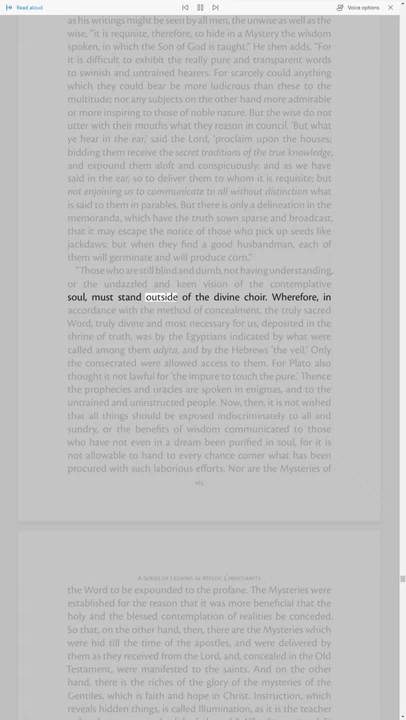 Read aloud
Voice options
as his writings might be seen by all men, the unwise as well as the
wise, "it is requisite, therefore, to hide in a Mystery the wisdom
spoken, in which the Son of God is taught." He then adds, "For
it is difficult to exhibit the really pure and transparent words
to swinish and untrained hearers. For scarcely could anything
which they could hear be more ludicrous than these to the
multitude; nor any subjects on the other hand more admirable
or more inspiring to those of noble nature. But the wise do not
utter with their mouths what they reason in council. 'But what
ye hear in the ear,' said the Lord, 'proclaim upon the houses;
bidding them receive the secret traditions of the true knowledge,
and expound them aloft and conspicuously; and as we have
said in the ear, so to deliver them to whom it is requisite; but
not enjoining us to communicate to all without distinction what
is said to them in parables. But there is only a delineation in the
memoranda, which have the truth sown sparse and broadcast,
that it may escape the notice of those who pick up seeds like
jackdaws; but when they find a good husbandman, each of
them will germinate and will produce corn."
"Those who are still blind and dumb, not having understanding,
or the undazzled and keen vision of the contemplative
soul, must stand outside of the divine choir. Wherefore, in
accordance with the method of concealment, the truly sacred
Word, truly divine and most necessary for us, deposited in the
shrine of truth, was by the Egyptians indicated by what were
called among them adyta, and by the Hebrews 'the veil.' Only
the consecrated were allowed access to them. For Plato also
thought it not lawful for 'the impure to touch the pure.' Thence
the prophecies and oracles are spoken in enigmas, and to the
untrained and uninstructed people. Now, then, it is not wished
that all things should be exposed indiscriminately to all and
sundry, or the benefits of wisdom communicated to those
who have not even in a dream been purified in soul, for it is
not allowable to hand to every chance comer what has been
procured with such laborious efforts. Nor are the Mysteries of
A Series of Lessons in Mystic Christianity
the Word to be expounded to the profane. The Mysteries were
established for the reason that it was more beneficial that the
holy and the blessed contemplation of realities be conceded.
So that, on the other hand, then, there are the Mysteries which
were hid till the time of the apostles, and were delivered by
them as they received from the Lord, and, concealed in the Old
Testament, were manifested to the saints. And on the other
hand, there is the riches of the glory of the mysteries of the
Gentiles, which is faith and hope in Christ. Instruction, which
reveals hidden things, is called Illumination, as it is the teacher